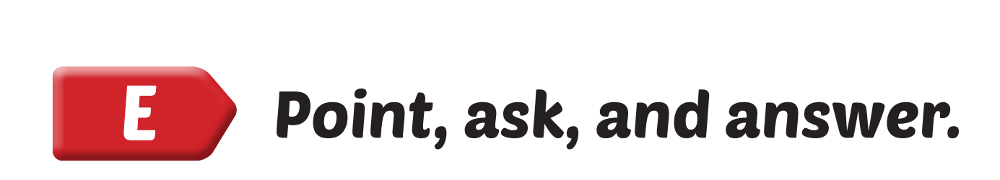 E Point, ask, and answer.